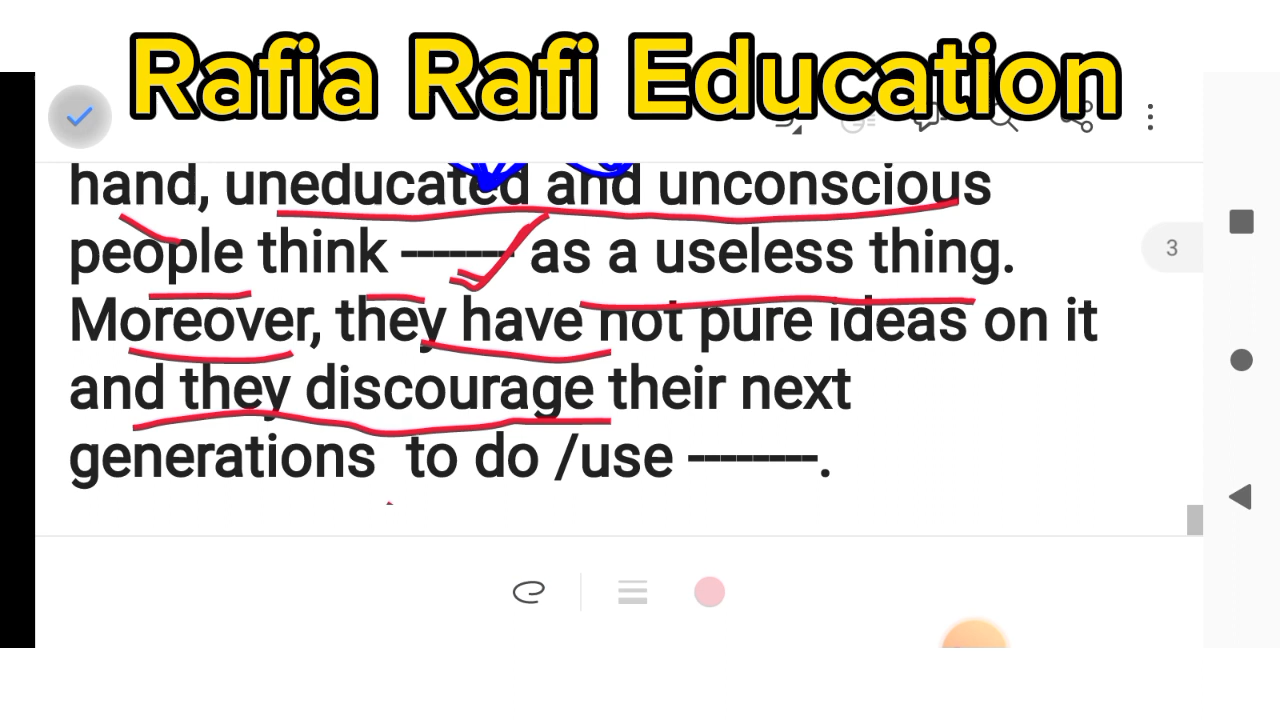 Rafia Rafi Education
hand, uneducated and unconscious
people think ------- as a useless thing.
3
Moreover, they have not pure ideas on it
and they discourage their next
generations to do /use --------.